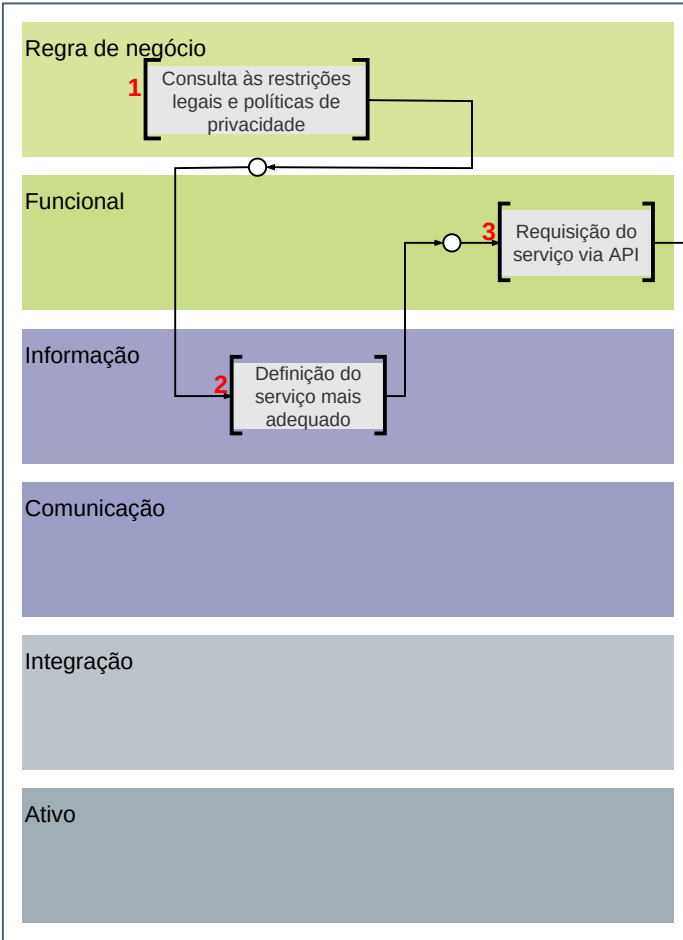 Regra de negócio
1
Consulta às restrições
legais e políticas de
privacidade
Funcional
3
Requisição do
serviço via API
Informação
2
Definição do
serviço mais
adequado
Comunicação
Integração
Ativo